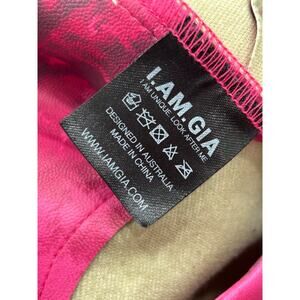 I.AM.GIA
I AM UNIQUE. LOOK AFTER ME.
DESIGNED IN AUSTRALIA
MADE IN CHINA
WWW.IAMGIA.COM